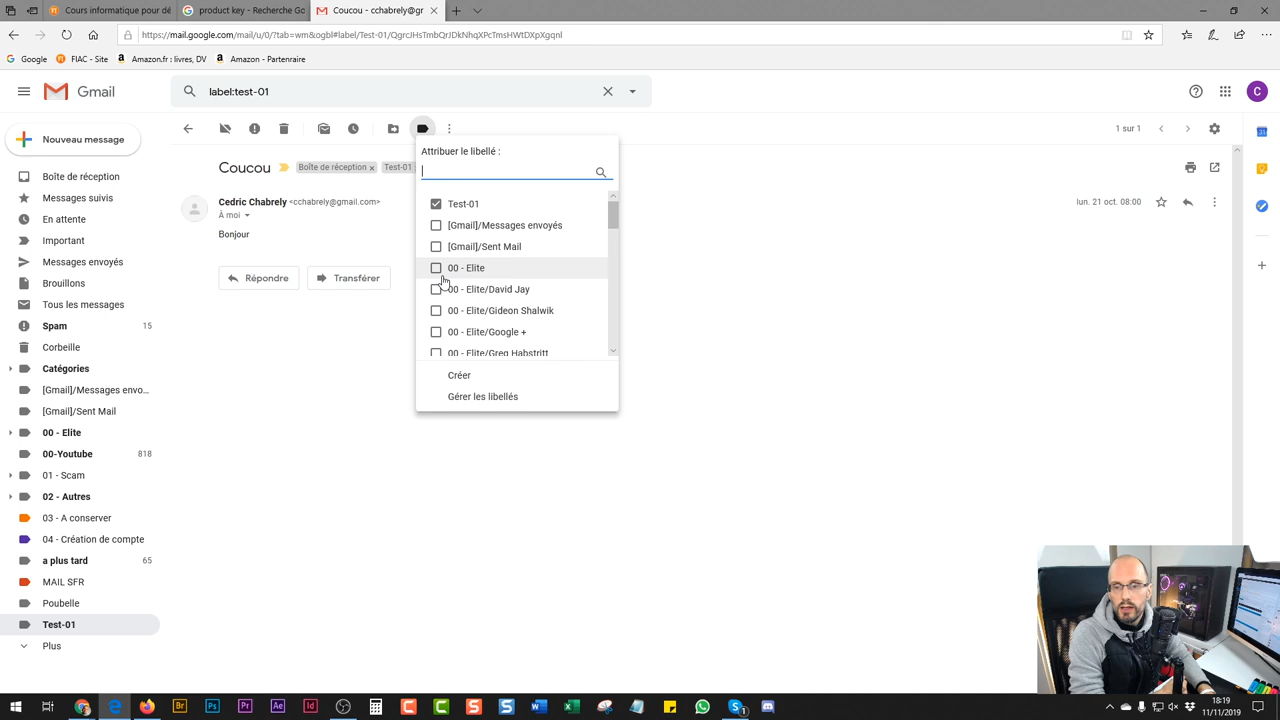 Cours informatique pour dé
product key - Recherche Go
Coucou - cchabrely@gr
https://mail.google.com/mail/u/0/?tab=wm&ogbl#label/Test-01/QgrcJHsTmbQrJDkNhqXPcTmsHWtDXpXgqnl
Google
FIAC - Site
Amazon.fr : livres, DV
Amazon - Partenraire
Gmail
label:test-01
C
Nouveau message
1 sur 1
Attribuer le libellé :
Coucou
Boîte de réception x
Test-01
Cedric Chabrely <cchabrely@gmail.com>
À moi
lun. 21 oct. 08:00
Bonjour
Répondre
Transférer
Test-01
[Gmail]/Messages envoyés
[Gmail]/Sent Mail
00 - Elite
00 - Elite/David Jay
00 - Elite/Gideon Shalwik
00 - Elite/Google +
00 - Elite/Greg Habstritt
Créer
Gérer les libellés
Boîte de réception
Messages suivis
En attente
Important
Messages envoyés
Brouillons
Tous les messages
Spam 15
Corbeille
Catégories
[Gmail]/Messages envo...
[Gmail]/Sent Mail
00 - Elite
00-Youtube 818
01 - Scam
02 - Autres
03 - A conserver
04 - Création de compte
a plus tard 65
MAIL SFR
Poubelle
Test-01
Plus
18:19
11/11/2019